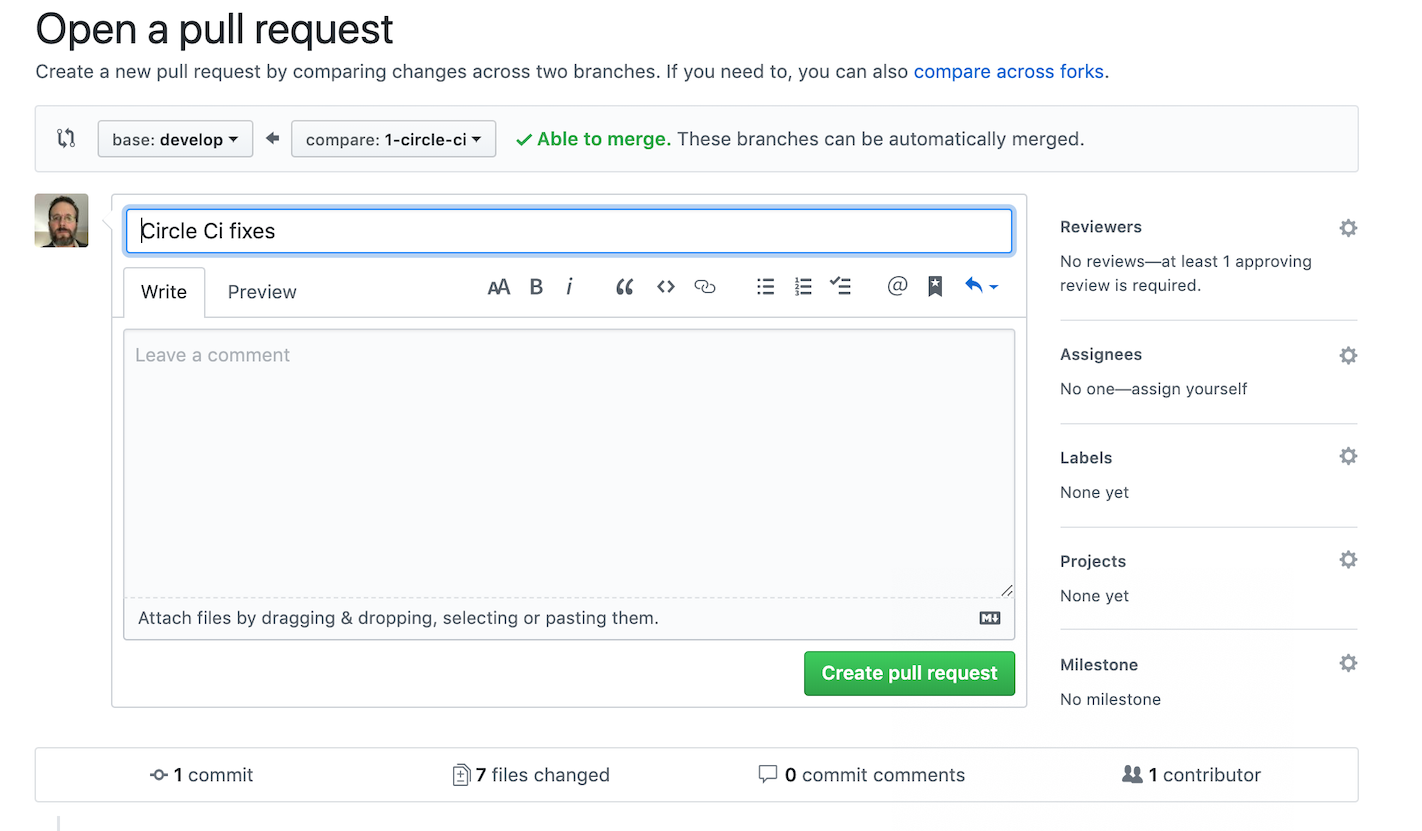 Open a pull request
Create a new pull request by comparing changes across two branches. If you need to, you can also compare across forks.
base: develop
compare: 1-circle-ci
Able to merge. These branches can be automatically merged.
Circle Ci fixes
Write
Preview
AA B i
Leave a comment
Attach files by dragging & dropping, selecting or pasting them.
Create pull request
Reviewers
No reviews—at least 1 approving
review is required.
Assignees
No one—assign yourself
Labels
None yet
Projects
None yet
Milestone
No milestone
1 commit
7 files changed
0 commit comments
1 contributor